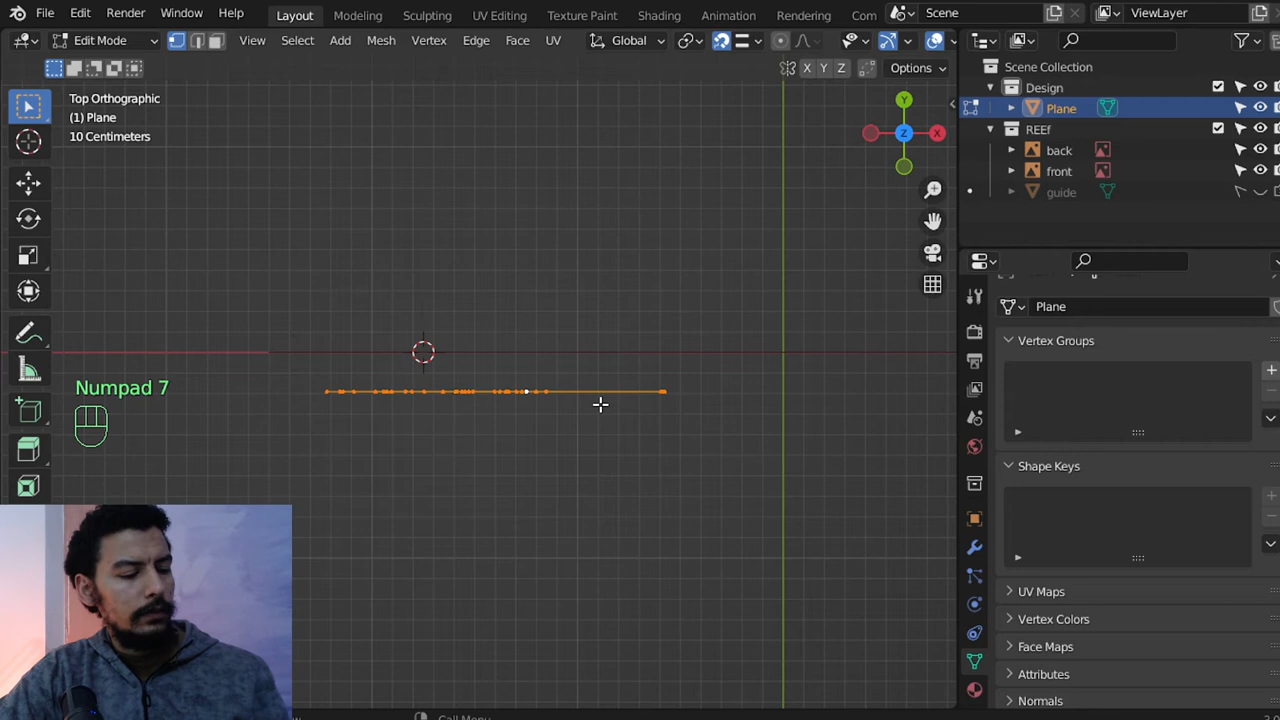 File Edit Render Window Help Layout Modeling Sculpting UV Editing Texture Paint Shading Animation Rendering Com Scene ViewLayer
Edit Mode View Select Add Mesh Vertex Edge Face UV Global
X Y Z Options
Top Orthographic
(1) Plane
10 Centimeters
Y
X
Z
Numpad 7
Call Menu
Scene Collection
Design
Plane
REEf
back
front
guide
Plane
Vertex Groups
Shape Keys
UV Maps
Vertex Colors
Face Maps
Attributes
Normals